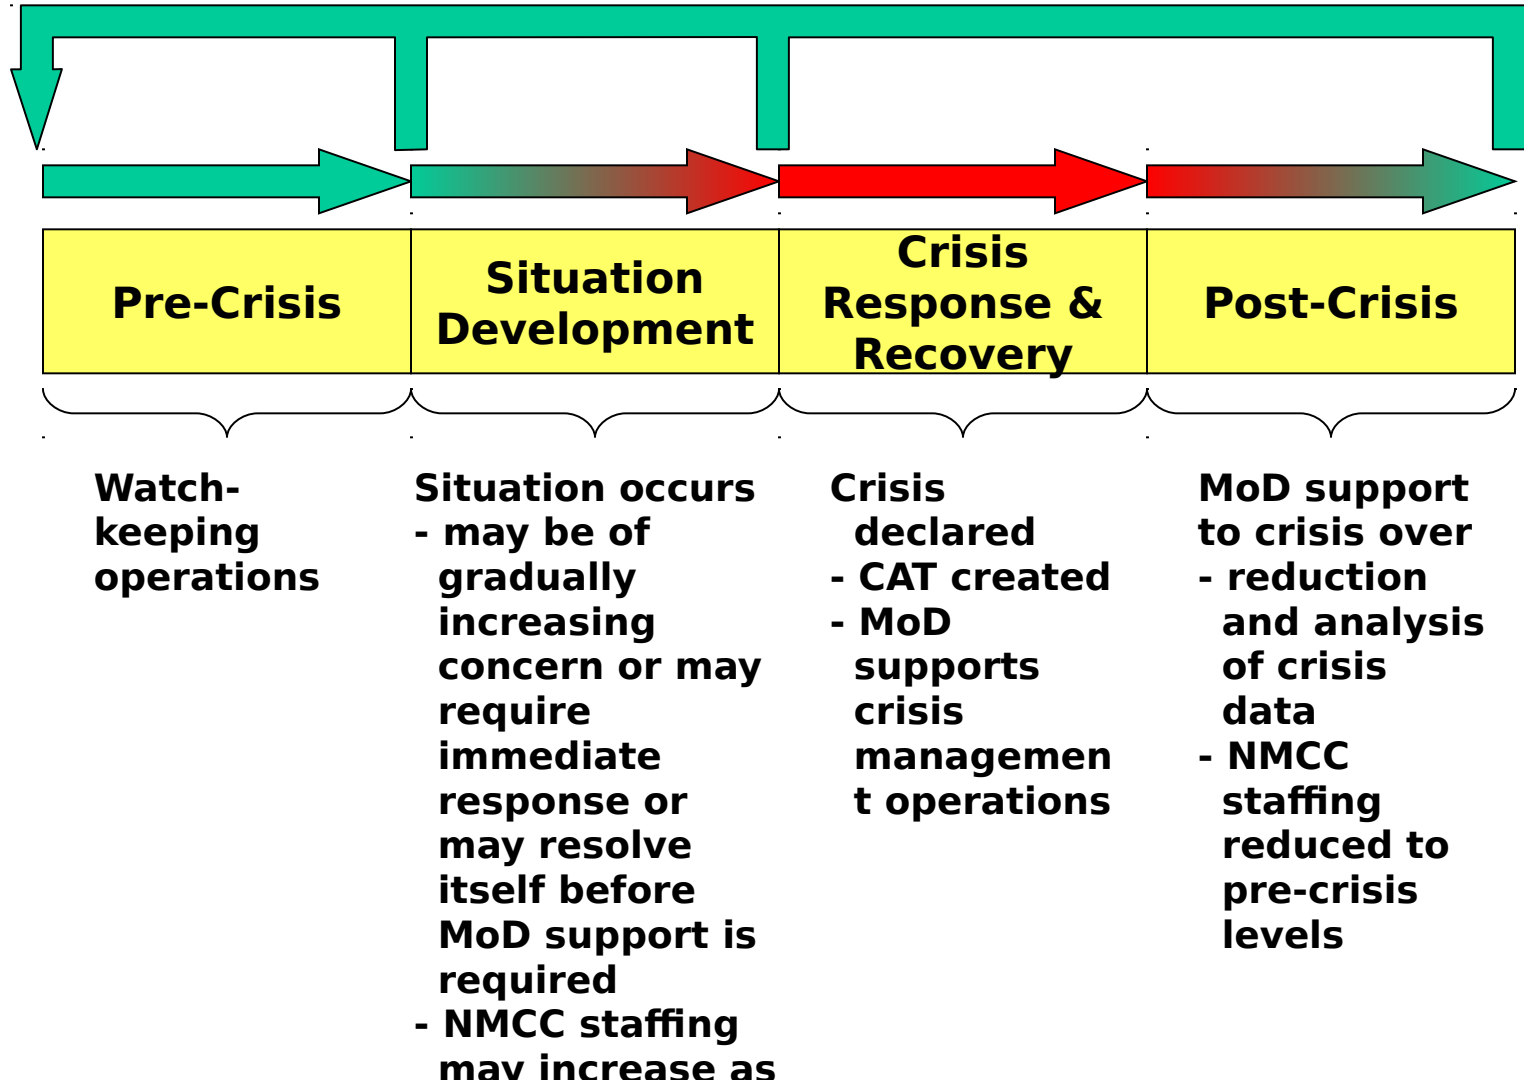 Pre-Crisis
Situation
Development
Crisis
Response &
Recovery
Post-Crisis
Watch-
keeping
operations
Situation occurs
- may be of
gradually
increasing
concern or may
require
immediate
response or
may resolve
itself before
MoD support is
required
- NMCC staffing
may increase as
Crisis
declared
- CAT created
- MoD
supports
crisis
managemen
t operations
MoD support
to crisis over
- reduction
and analysis
of crisis
data
- NMCC
staffing
reduced to
pre-crisis
levels